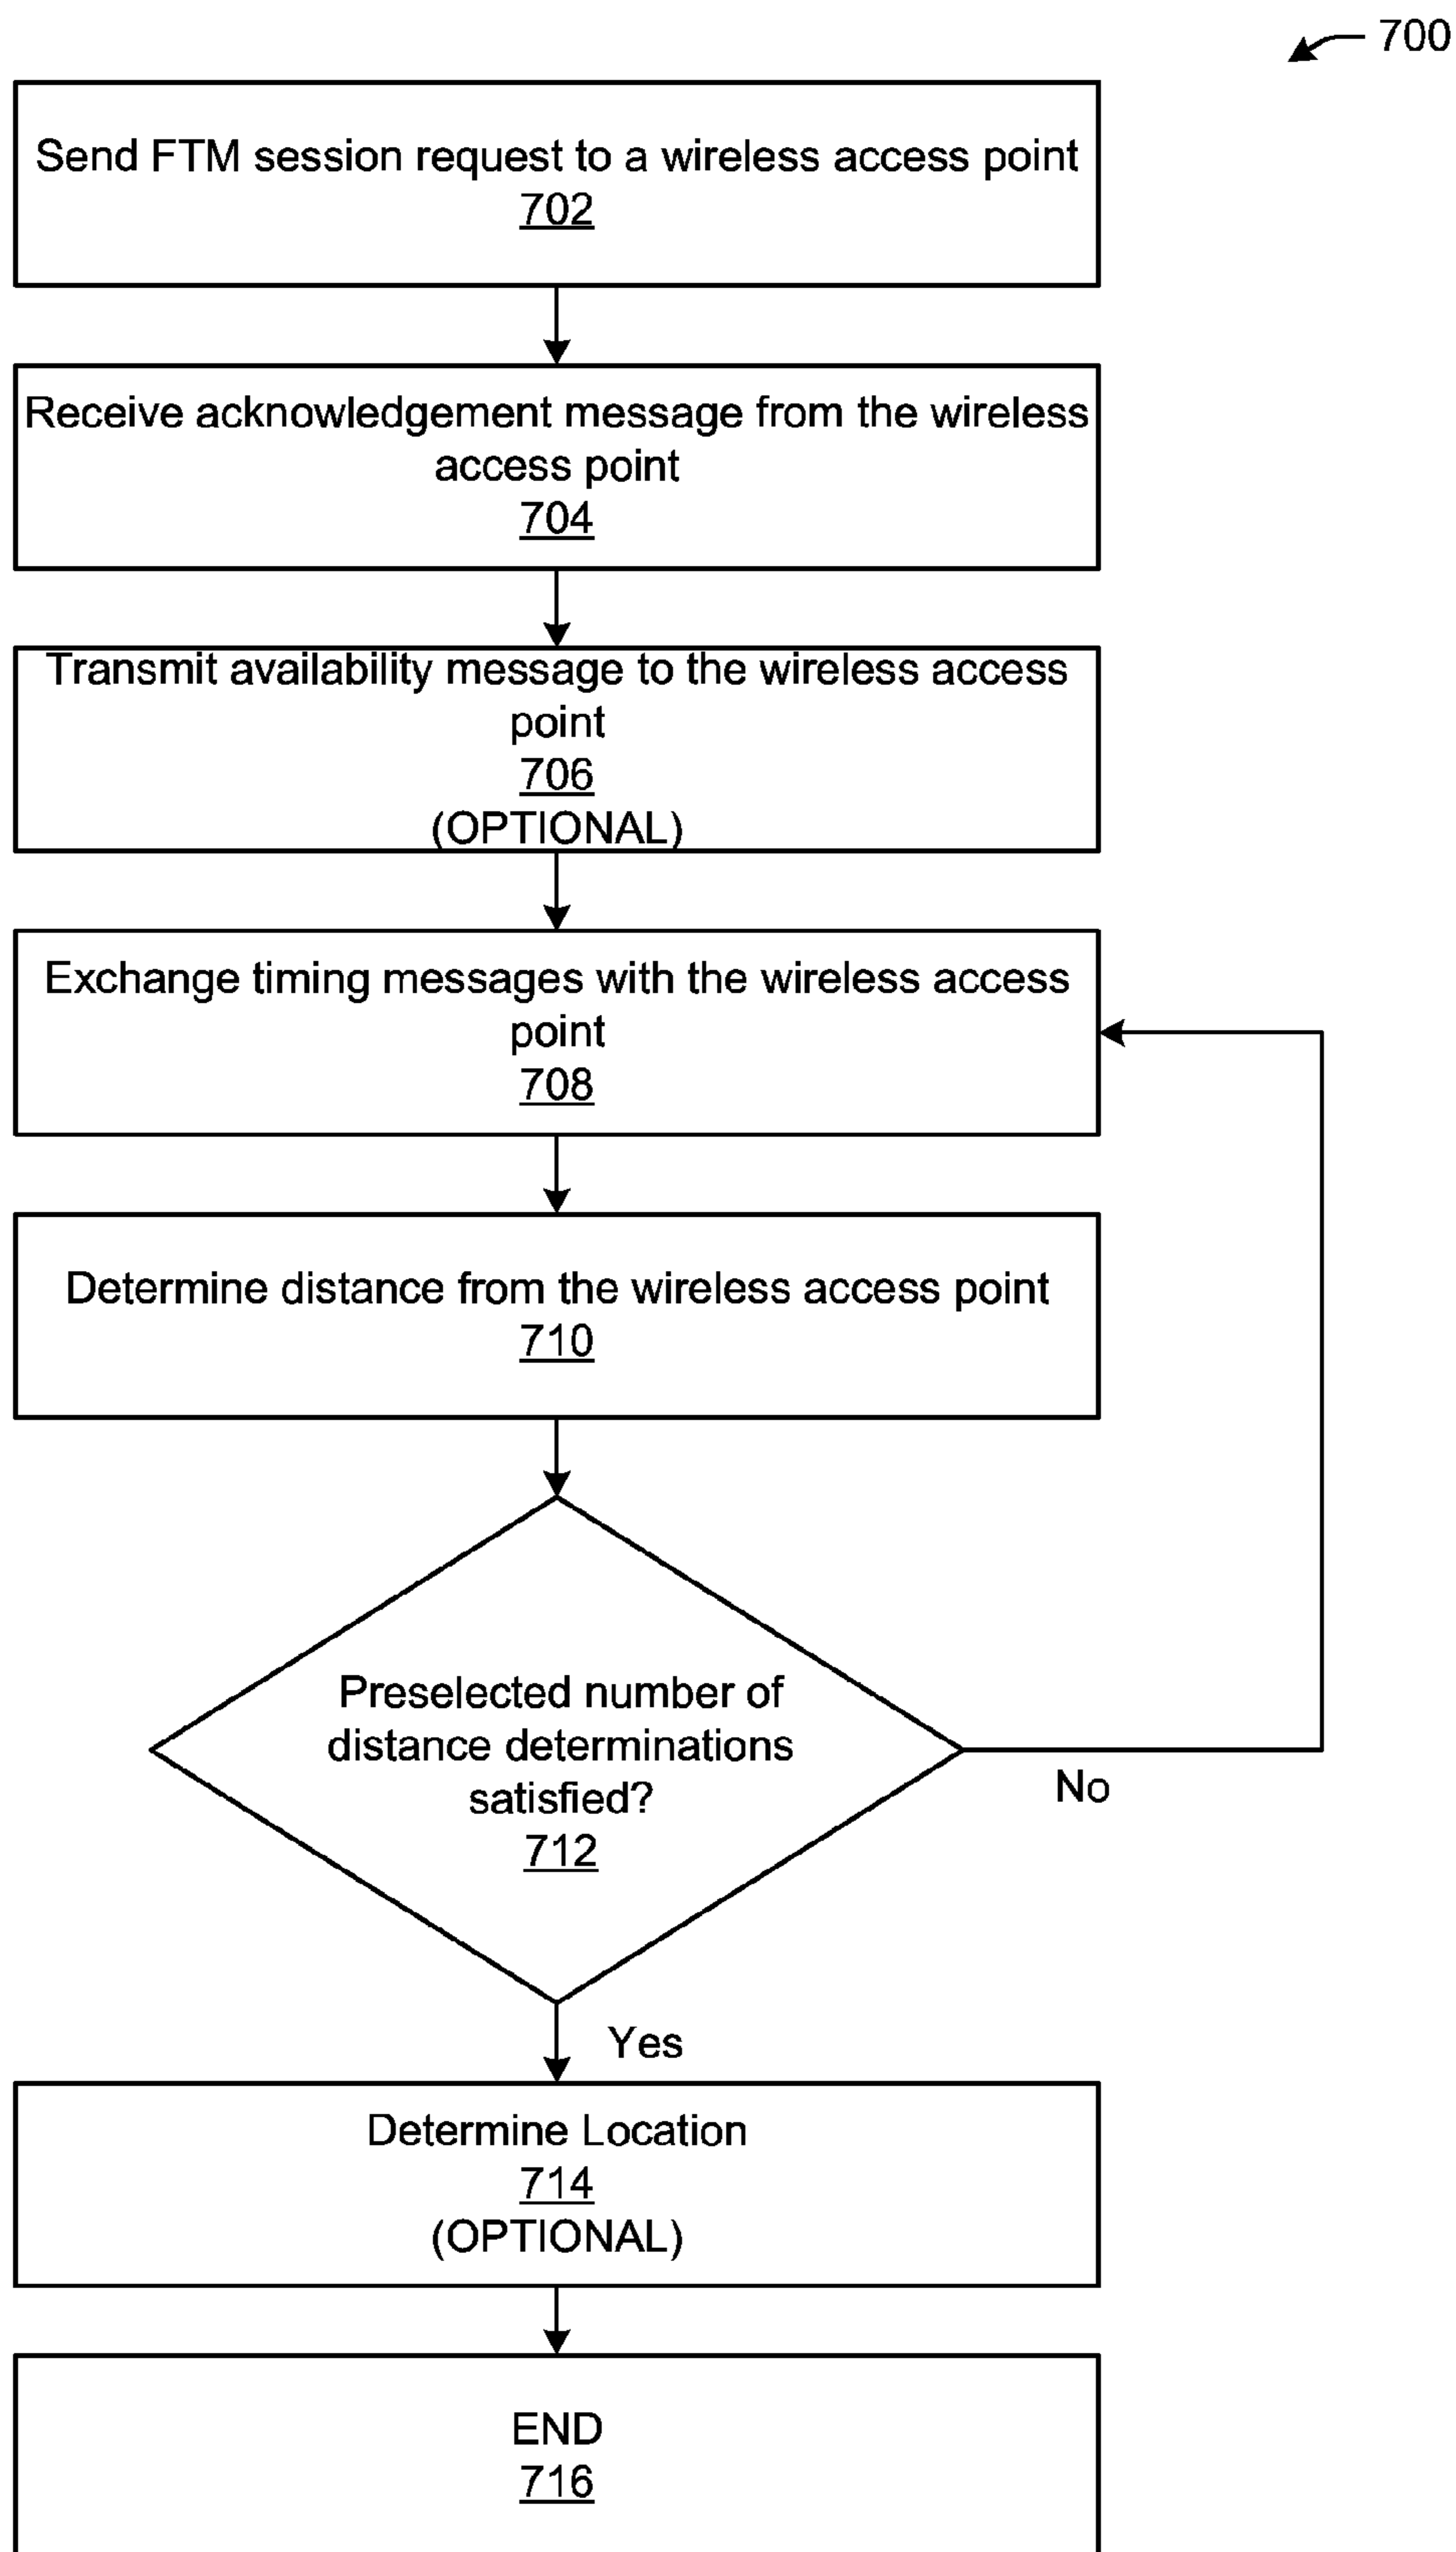 700
Send FTM session request to a wireless access point
702
Receive acknowledgement message from the wireless
access point
704
Transmit availability message to the wireless access
point
706
(OPTIONAL)
Exchange timing messages with the wireless access
point
708
Determine distance from the wireless access point
710
Preselected number of
distance determinations
satisfied?
712
No
Yes
Determine Location
714
(OPTIONAL)
END
716